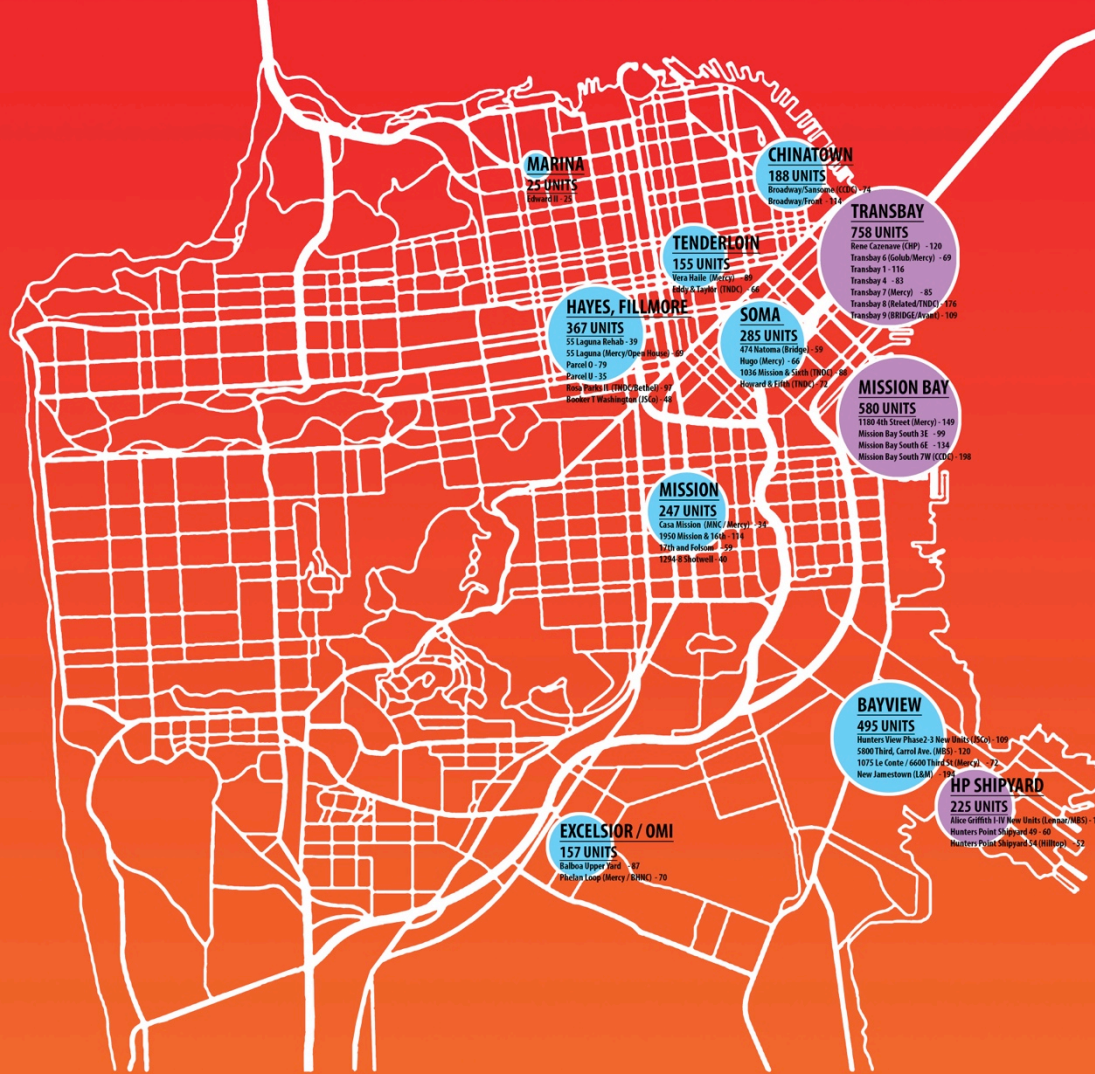 MARINA
25 UNITS
Edward II - 25
CHINATOWN
188 UNITS
Broadway/Sansome (CCDC) - 74
Broadway/Front - 114
TRANSBAY
758 UNITS
Rene Cazenave (CHP) - 120
Transbay 6 (Golub/Mercy) - 69
Transbay 1 - 116
Transbay 4 - 83
Transbay 7 (Mercy) - 85
Transbay 8 (Related/TNDC) - 176
Transbay 9 (BRIDGE/Avant) - 109
TENDERLOIN
155 UNITS
Vera Haile (Mercy) - 89
Eddy & Taylor (TNDC) - 66
HAYES, FILLMORE
367 UNITS
55 Laguna Rehab - 39
55 Laguna (Mercy/Open House) - 69
Parcel O - 79
Parcel U - 35
Rosa Parks II (TNDC/Bethel) - 97
Booker T Washington (JSCo) - 48
SOMA
285 UNITS
474 Natoma (Bridge) - 59
Hugo (Mercy) - 66
1036 Mission & Sixth (TNDC) - 88
Howard & Fifth (TNDC) - 72
MISSION BAY
580 UNITS
1180 4th Street (Mercy) - 149
Mission Bay South 3E - 99
Mission Bay South 6E - 134
Mission Bay South 7W (CCDC) - 198
MISSION
247 UNITS
Casa Mission (MNC / Mercy) - 34
1950 Mission & 16th - 114
17th and Folsom - 59
1294-8 Shotwell - 40
BAYVIEW
495 UNITS
Hunters View Phase2-3 New Units (JSCo) - 109
5800 Third, Carrol Ave. (MBS) - 120
1075 Le Conte / 6600 Third St (Mercy) - 72
New Jamestown (L&M) - 194
HP SHIPYARD
225 UNITS
Alice Griffith I-IV New Units (Lennar/MBS) -
Hunters Point Shipyard 49 - 60
Hunters Point Shipyard 54 (Hilltop) - 52
EXCELSIOR / OMI
157 UNITS
Balboa Upper Yard - 87
Phelan Loop (Mercy / BHNC) - 70